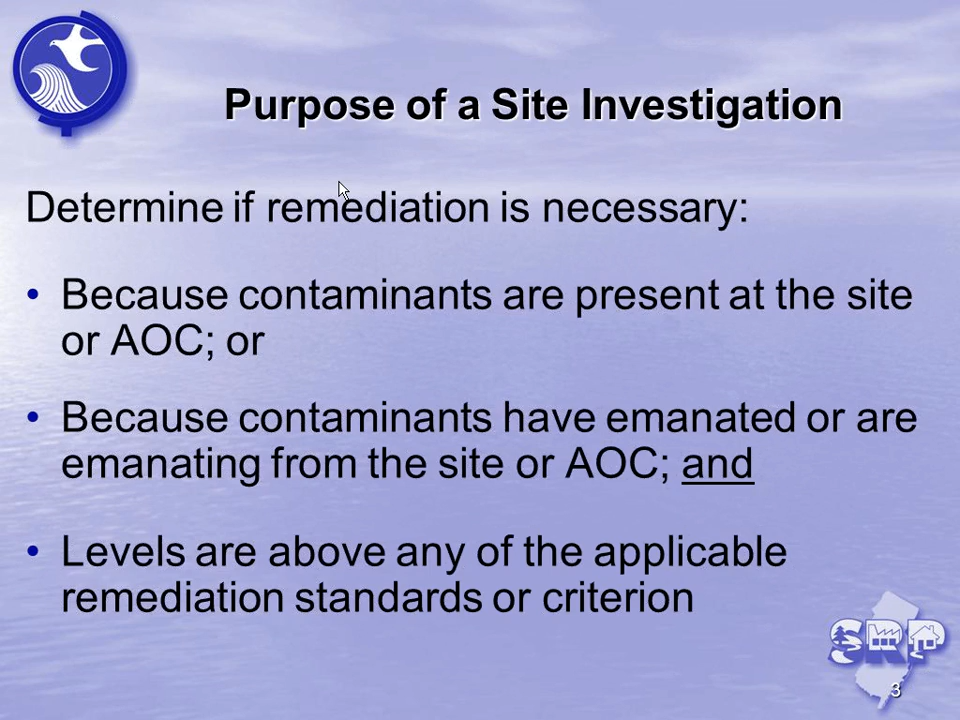 Purpose of a Site Investigation
Determine if remediation is necessary:
• Because contaminants are present at the site
or AOC; or
• Because contaminants have emanated or are
emanating from the site or AOC; and
• Levels are above any of the applicable
remediation standards or criterion
SRP
3